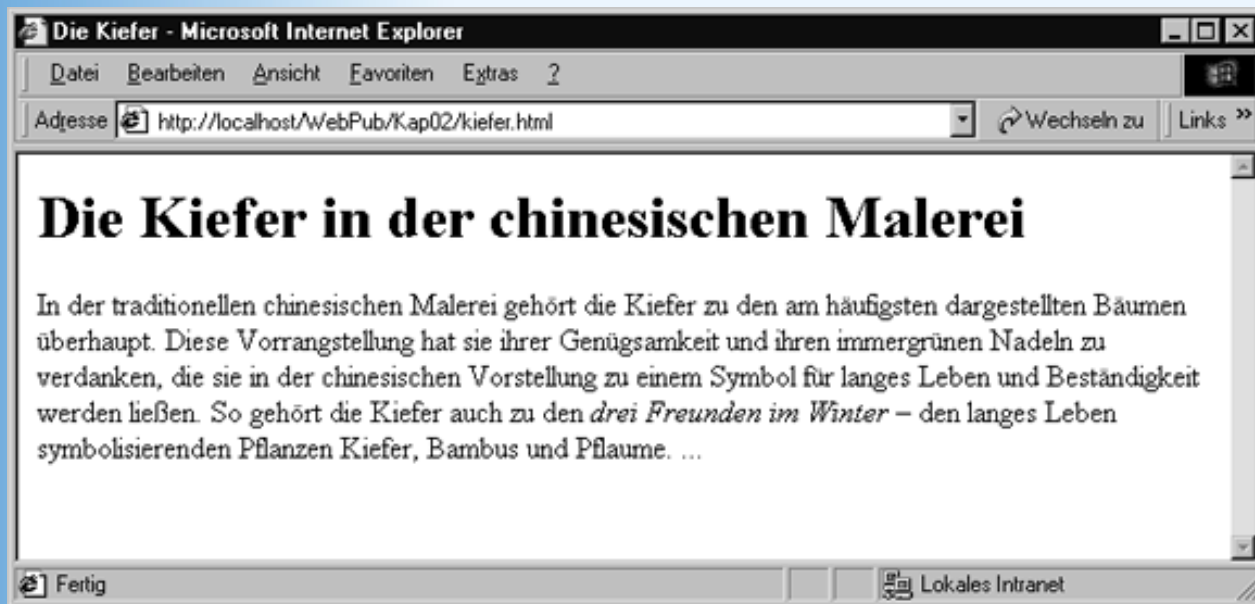 Die Kiefer - Microsoft Internet Explorer
Datei Bearbeiten Ansicht Favoriten Extras ?
Adresse http://localhost/WebPub/Kap02/kiefer.html Wechseln zu Links »
Die Kiefer in der chinesischen Malerei
In der traditionellen chinesischen Malerei gehört die Kiefer zu den am häufigsten dargestellten Bäumen
überhaupt. Diese Vorrangstellung hat sie ihrer Genügsamkeit und ihren immergrünen Nadeln zu
verdanken, die sie in der chinesischen Vorstellung zu einem Symbol für langes Leben und Beständigkeit
werden ließen. So gehört die Kiefer auch zu den drei Freunden im Winter – den langes Leben
symbolisierenden Pflanzen Kiefer, Bambus und Pflaume. ...
Fertig Lokales Intranet